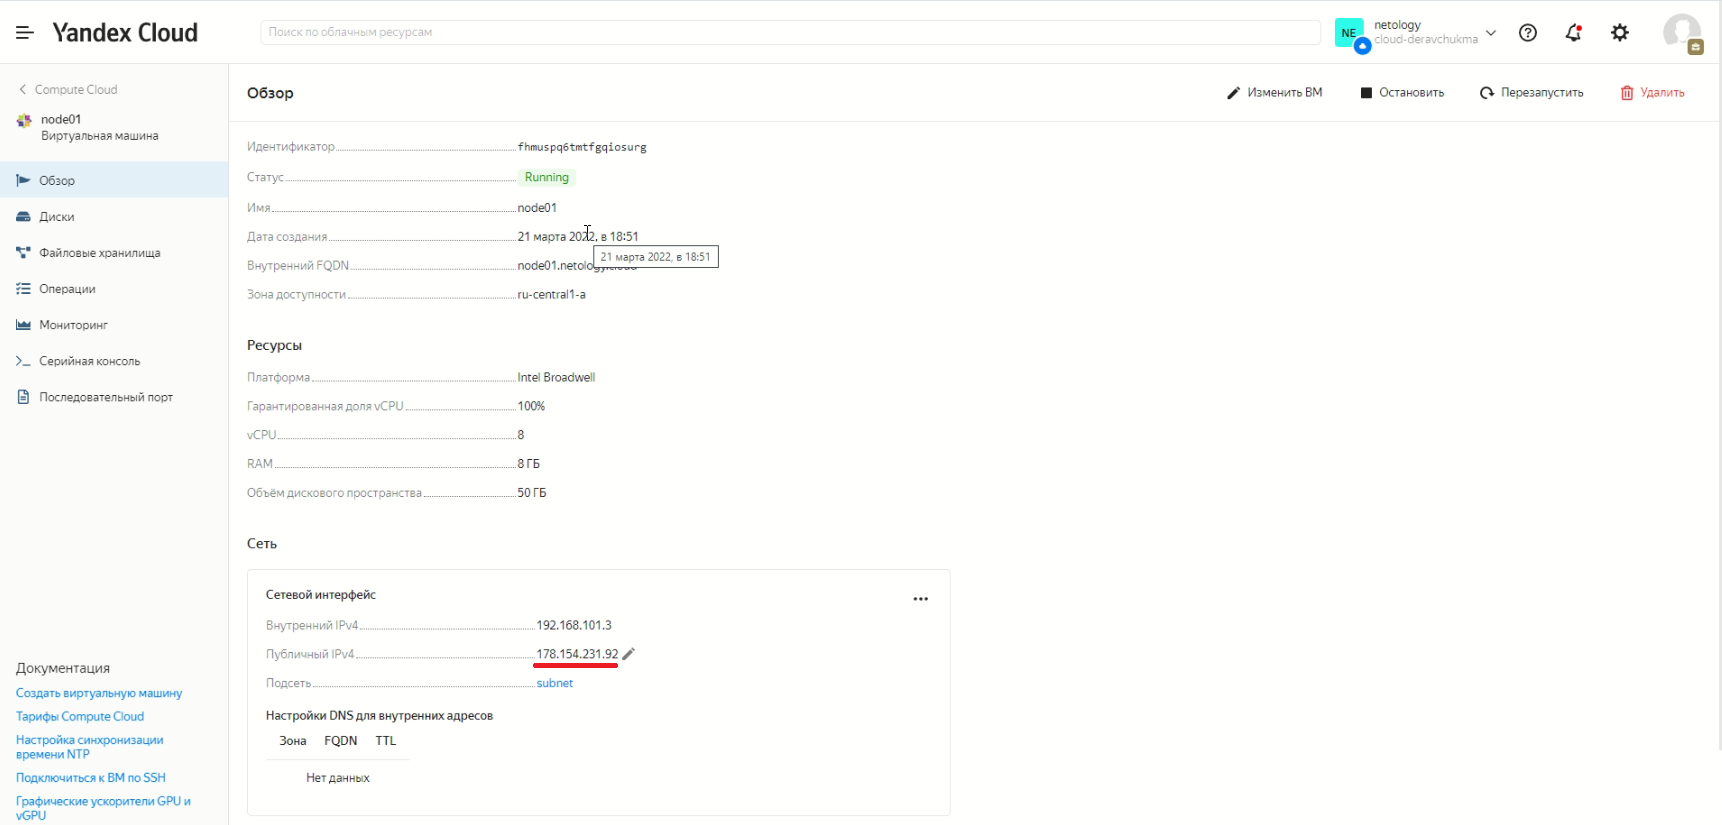 Yandex Cloud
Поиск по облачным ресурсам
NE
netology
cloud-deravchukma
Compute Cloud
node01
Виртуальная машина
Обзор
Диски
Файловые хранилища
Операции
Мониторинг
Серийная консоль
Последовательный порт
Документация
Создать виртуальную машину
Тарифы Compute Cloud
Настройка синхронизации
времени NTP
Подключиться к ВМ по SSH
Графические ускорители GPU и
vGPU
Обзор
Изменить ВМ
Остановить
Перезапустить
Удалить
Идентификатор fhmuspq6tmtfgqiosurg
Статус Running
Имя node01
Дата создания 21 марта 2022, в 18:51
21 марта 2022, в 18:51
Внутренний FQDN node01.netology.cloud
Зона доступности ru-central1-a
Ресурсы
Платформа Intel Broadwell
Гарантированная доля vCPU 100%
vCPU 8
RAM 8 ГБ
Объём дискового пространства 50 ГБ
Сеть
Сетевой интерфейс
Внутренний IPv4 192.168.101.3
Публичный IPv4 178.154.231.92
Подсеть subnet
Настройки DNS для внутренних адресов
Зона FQDN TTL
Нет данных